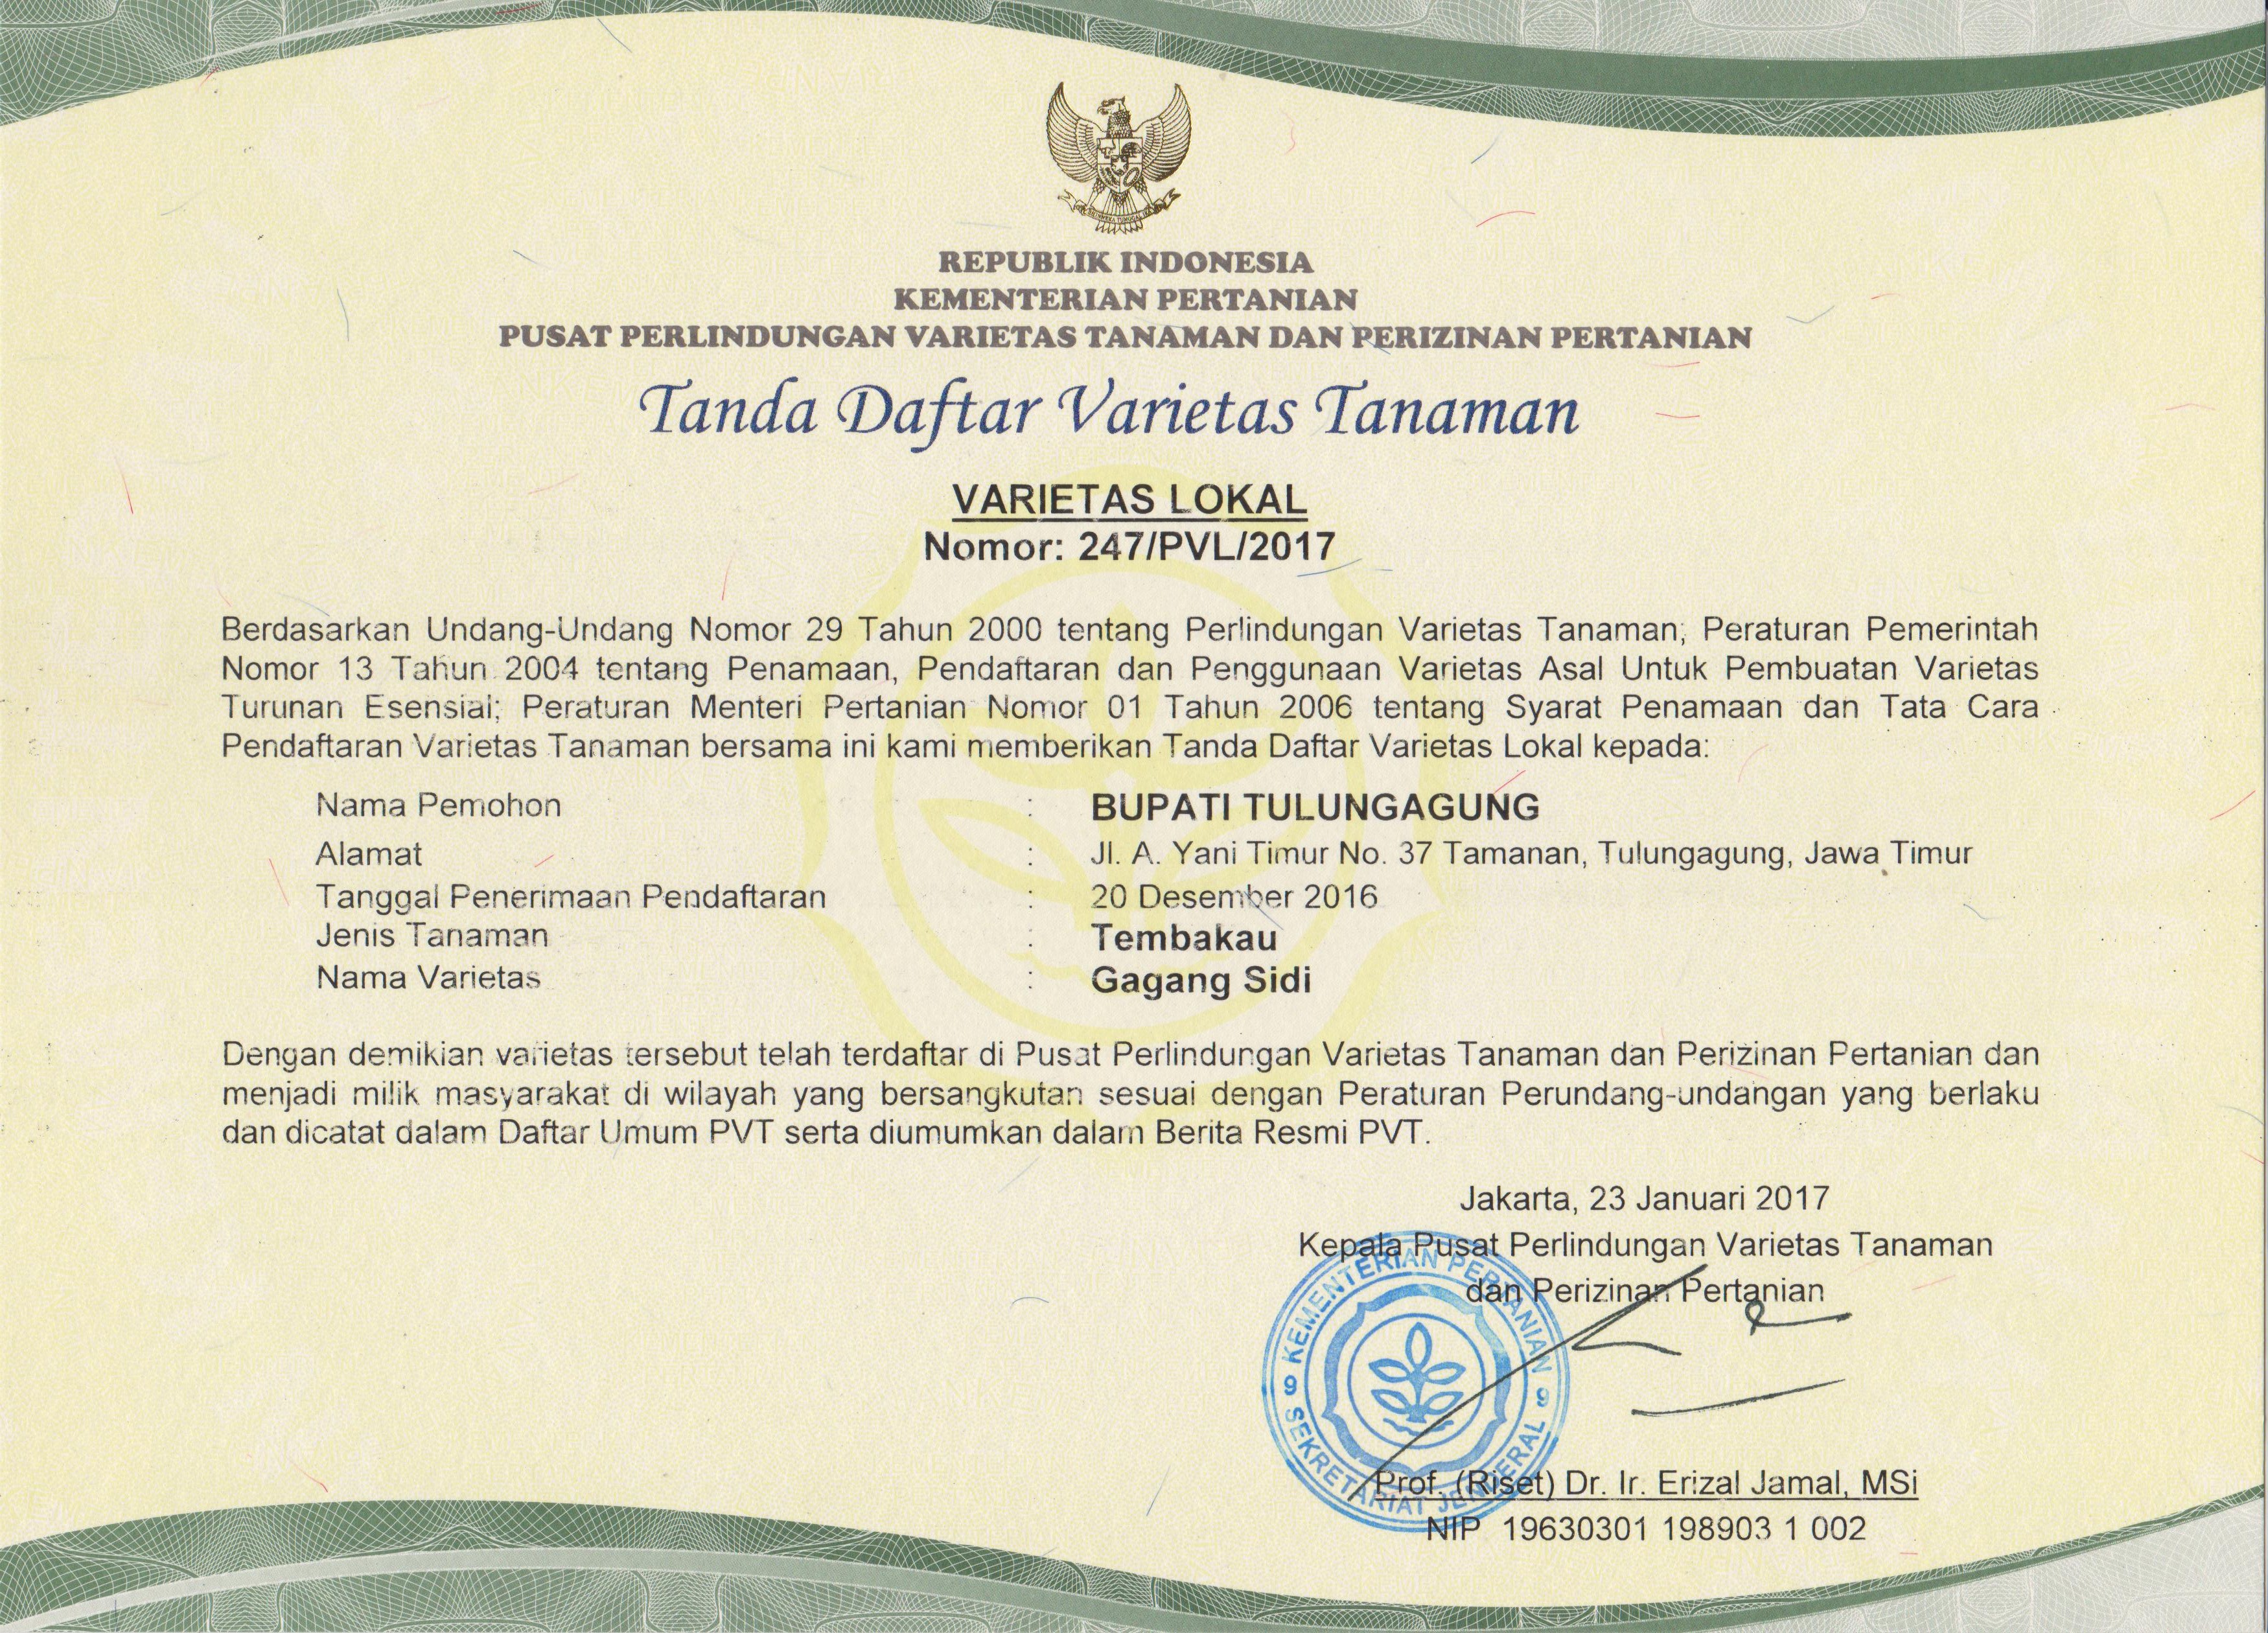 REPUBLIK INDONESIA
KEMENTERIAN PERTANIAN
PUSAT PERLINDUNGAN VARIETAS TANAMAN DAN PERIZINAN PERTANIAN
Tanda Daftar Varietas Tanaman
VARIETAS LOKAL
Nomor: 247/PVL/2017
Berdasarkan Undang-Undang Nomor 29 Tahun 2000 tentang Perlindungan Varietas Tanaman; Peraturan Pemerintah
Nomor 13 Tahun 2004 tentang Penamaan, Pendaftaran dan Penggunaan Varietas Asal Untuk Pembuatan Varietas
Turunan Esensial; Peraturan Menteri Pertanian Nomor 01 Tahun 2006 tentang Syarat Penamaan dan Tata Cara
Pendaftaran Varietas Tanaman bersama ini kami memberikan Tanda Daftar Varietas Lokal kepada:
Nama Pemohon : BUPATI TULUNGAGUNG
Alamat : Jl. A. Yani Timur No. 37 Tamanan, Tulungagung, Jawa Timur
Tanggal Penerimaan Pendaftaran : 20 Desember 2016
Jenis Tanaman : Tembakau
Nama Varietas : Gagang Sidi
Dengan demikian varietas tersebut telah terdaftar di Pusat Perlindungan Varietas Tanaman dan Perizinan Pertanian dan
menjadi milik masyarakat di wilayah yang bersangkutan sesuai dengan Peraturan Perundang-undangan yang berlaku
dan dicatat dalam Daftar Umum PVT serta diumumkan dalam Berita Resmi PVT.
Jakarta, 23 Januari 2017
Kepala Pusat Perlindungan Varietas Tanaman
dan Perizinan Pertanian
KEMENTERIAN PERTANIAN
9 9
SEKRETARIAT JENDERAL
Prof. (Riset) Dr. Ir. Erizal Jamal, MSi
NIP 19630301 198903 1 002